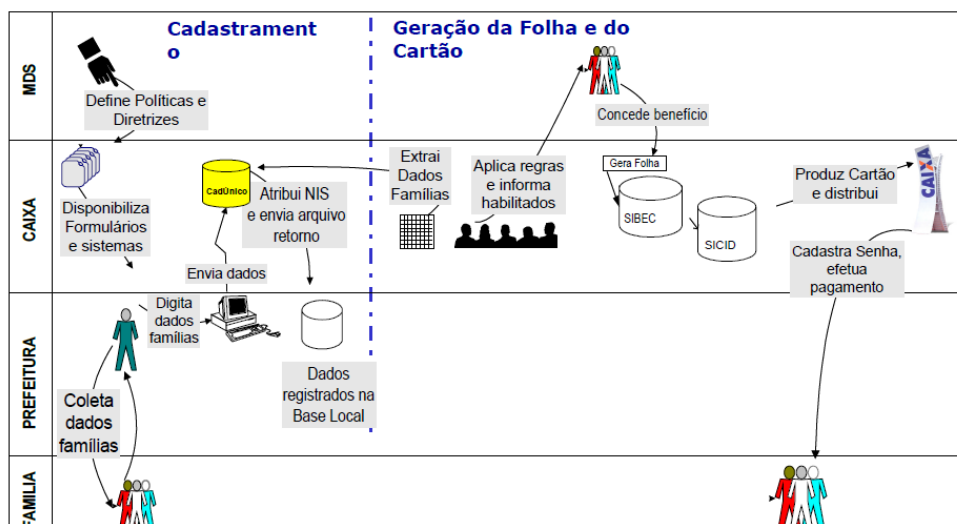 Cadastrament
o
Geração da Folha e do
Cartão
MDS
Define Políticas e
Diretrizes
Concede benefício
CAIXA
Disponibiliza
Formulários
e sistemas
CadÚnico
Atribui NIS
e envia arquivo
retorno
Envia dados
Extrai
Dados
Famílias
Aplica regras
e informa
habilitados
Gera Folha
SIBEC
SICID
Produz Cartão
e distribui
CAIXA
Cadastra Senha,
efetua
pagamento
PREFEITURA
Digita
dados
famílias
Dados
registrados na
Base Local
Coleta
dados
famílias
FAMILIA